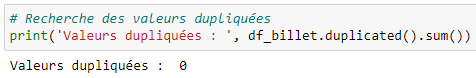 # Recherche des valeurs dupliquées
print('Valeurs dupliquées : ', df_billet.duplicated().sum())
Valeurs dupliquées :  0